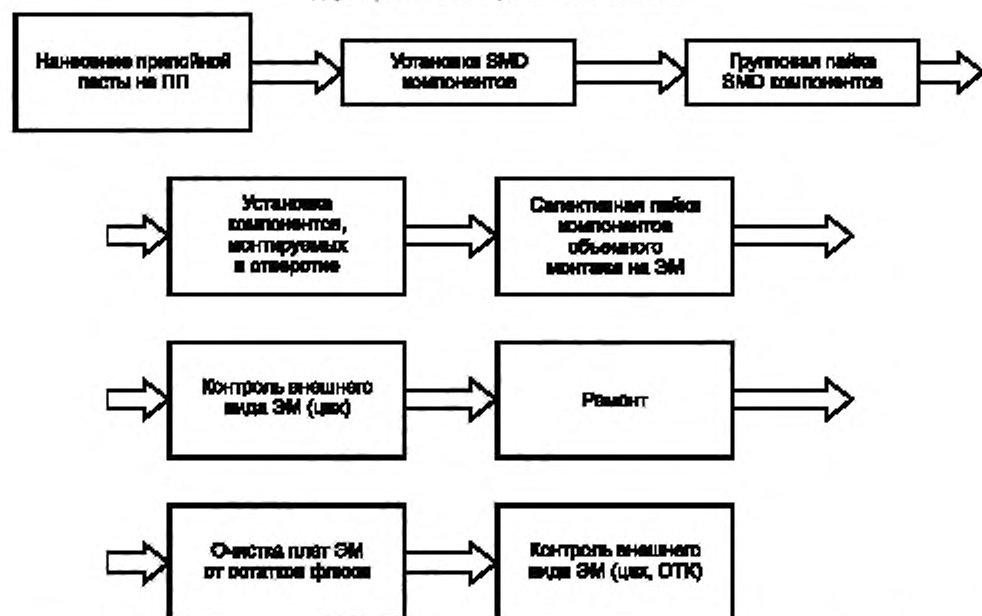 Нанесение припойной
пасты на ПП
Установка SMD
компонентов
Групповая пайка
SMD компонентов
Установка
компонентов,
монтируемых
в отверстие
Селективная пайка
компонентов
объемного
монтажа на ЭМ
Контроль внешнего
вида ЭМ (цех)
Ремонт
Очистка плат ЭМ
от остатков флюса
Контроль внешнего
вида ЭМ (цех, ОТК)